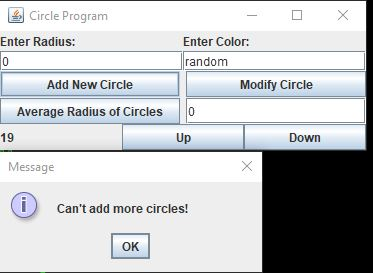 Circle Program
Enter Radius: Enter Color:
0 random
Add New Circle Modify Circle
Average Radius of Circles 0
19 Up Down
Message
Can't add more circles!
OK